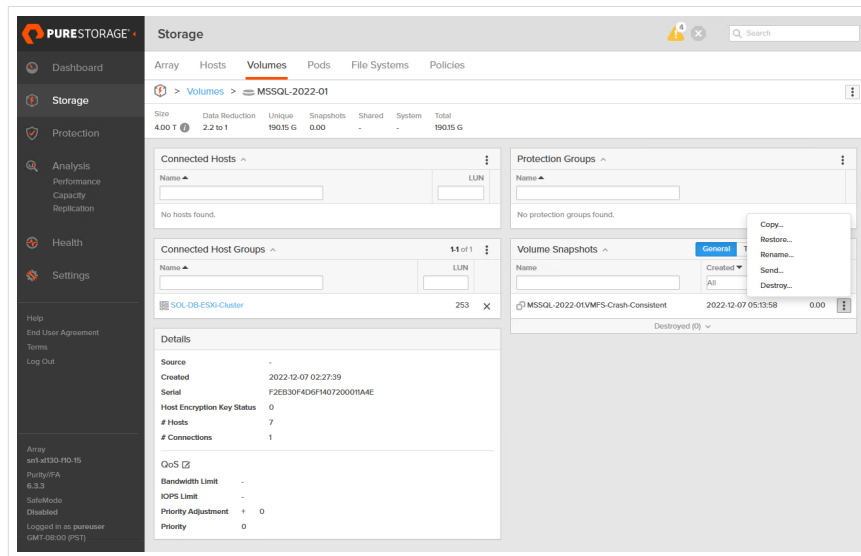 PURESTORAGE®
Dashboard
Storage
Protection
Analysis
Performance
Capacity
Replication
Health
Settings
Help
End User Agreement
Terms
Log Out
Array
sn1-xl130-f10-15
Purity//FA
6.3.3
SafeMode
Disabled
Logged in as pureuser
GMT-08:00 (PST)
Storage
4
Search
Array Hosts Volumes Pods File Systems Policies
> Volumes > MSSQL-2022-01
Size Data Reduction Unique Snapshots Shared System Total
4.00 T 2.2 to 1 190.15 G 0.00 - - 190.15 G
Connected Hosts
Name LUN
No hosts found.
Connected Host Groups 1-1 of 1
Name LUN
SOL-DB-ESXi-Cluster 253
Details
Source -
Created 2022-12-07 02:27:39
Serial F2EB30F4D6F1407200011A4E
Host Encryption Key Status 0
# Hosts 7
# Connections 1
QoS
Bandwidth Limit -
IOPS Limit -
Priority Adjustment + 0
Priority 0
Protection Groups
Name
No protection groups found.
Volume Snapshots General T
Name Created
All
MSSQL-2022-01.VMFS-Crash-Consistent 2022-12-07 05:13:58 0.00
Destroyed (0)
Copy...
Restore...
Rename...
Send...
Destroy...